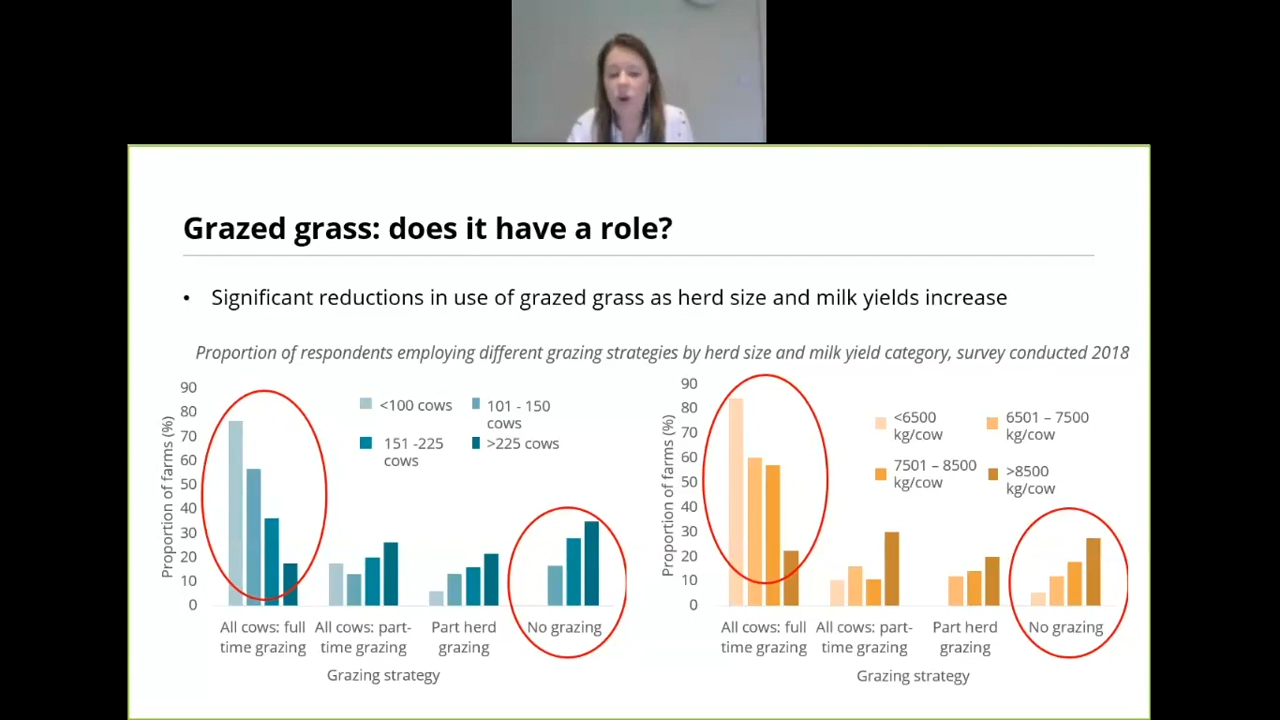 Grazed grass: does it have a role?
• Significant reductions in use of grazed grass as herd size and milk yields increase
Proportion of respondents employing different grazing strategies by herd size and milk yield category, survey conducted 2018
Proportion of farms (%)
90
80
70
60
50
40
30
20
10
0
<100 cows
101 - 150
cows
151 -225
cows
>225 cows
All cows: full
time grazing
All cows: part-
time grazing
Part herd
grazing
No grazing
Grazing strategy
Proportion of farms (%)
90
80
70
60
50
40
30
20
10
0
<6500
kg/cow
6501 – 7500
kg/cow
7501 – 8500
kg/cow
>8500
kg/cow
All cows: full
time grazing
All cows: part-
time grazing
Part herd
grazing
No grazing
Grazing strategy